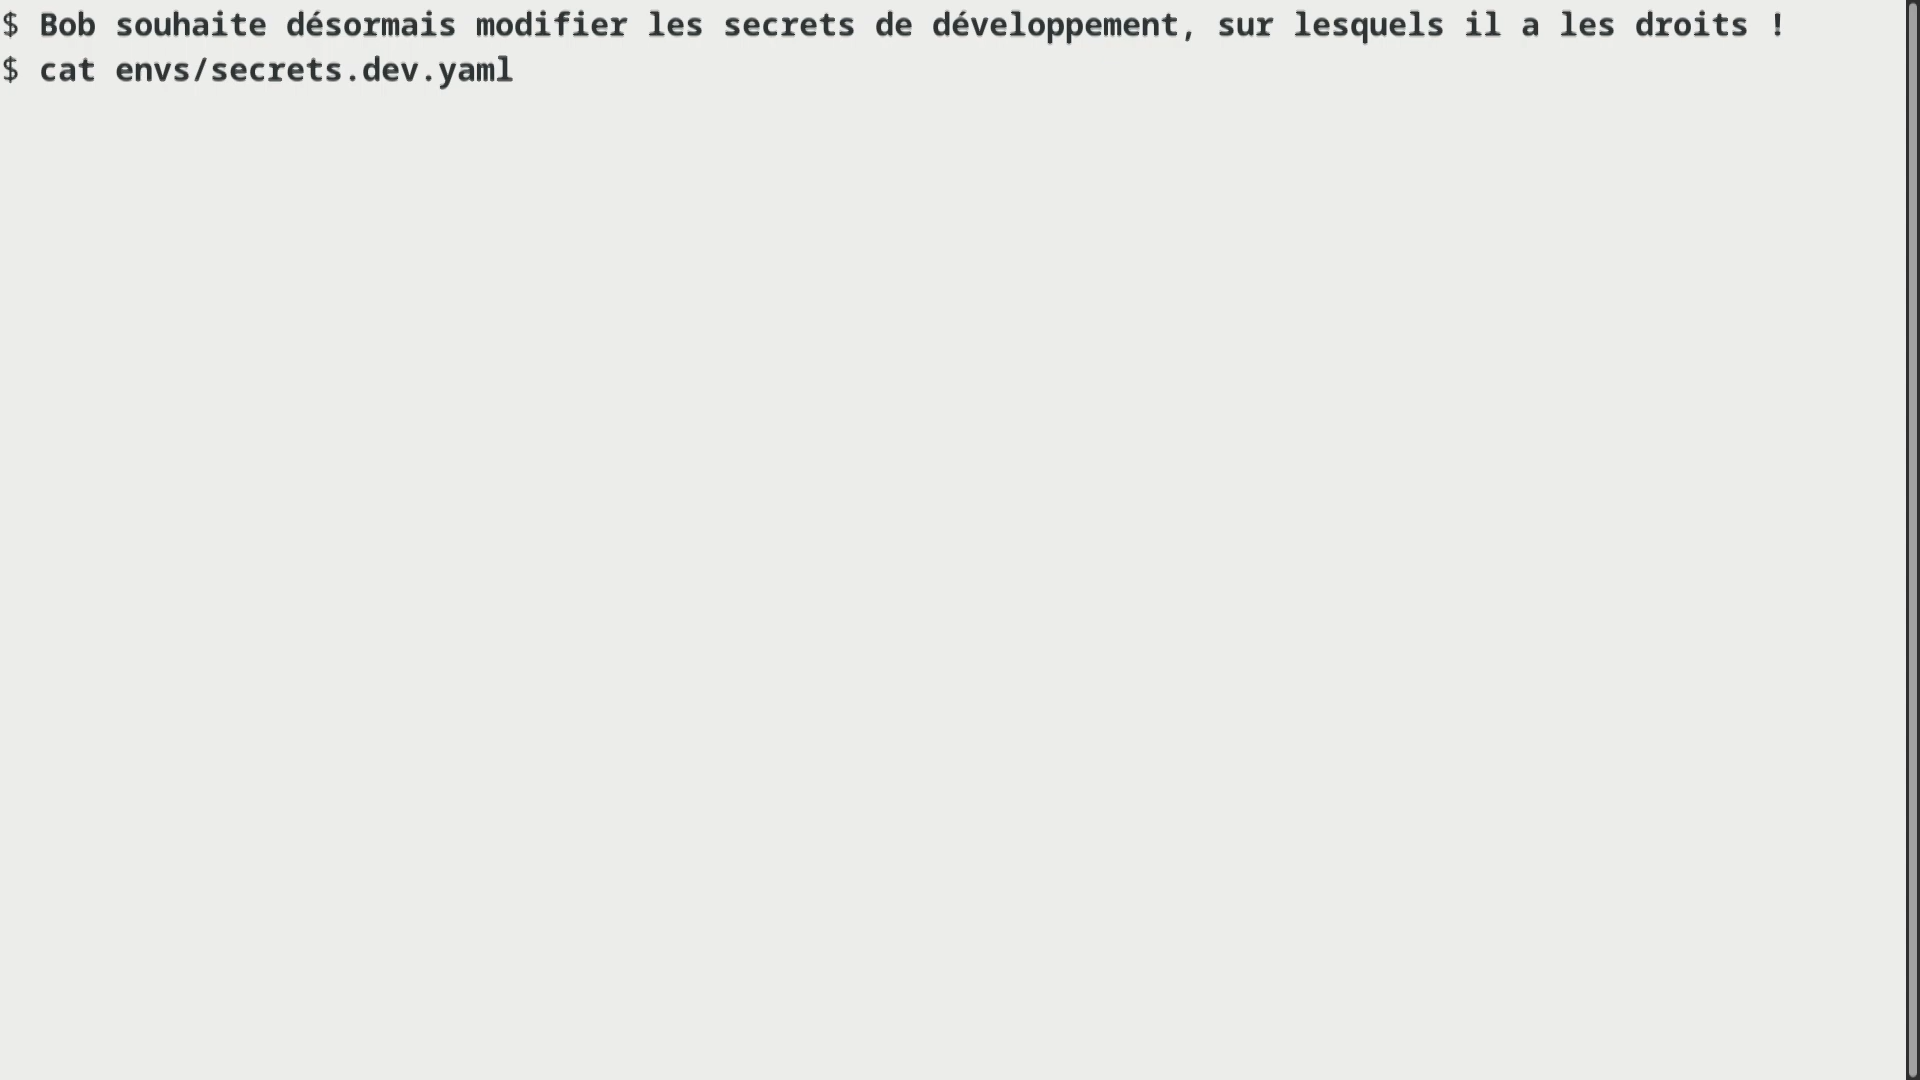 $ Bob souhaite désormais modifier les secrets de développement, sur lesquels il a les droits !
$ cat envs/secrets.dev.yaml